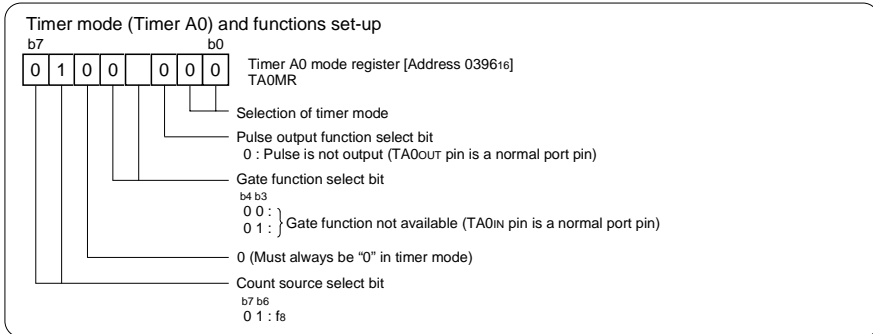 Timer mode (Timer A0) and functions set-up
b7 b0
0 1 0 0 0 0 0
Timer A0 mode register [Address 039616]
TA0MR
Selection of timer mode
Pulse output function select bit
0 : Pulse is not output (TA0OUT pin is a normal port pin)
Gate function select bit
b4 b3
0 0 :
0 1 : } Gate function not available (TA0IN pin is a normal port pin)
0 (Must always be “0” in timer mode)
Count source select bit
b7 b6
0 1 : f8